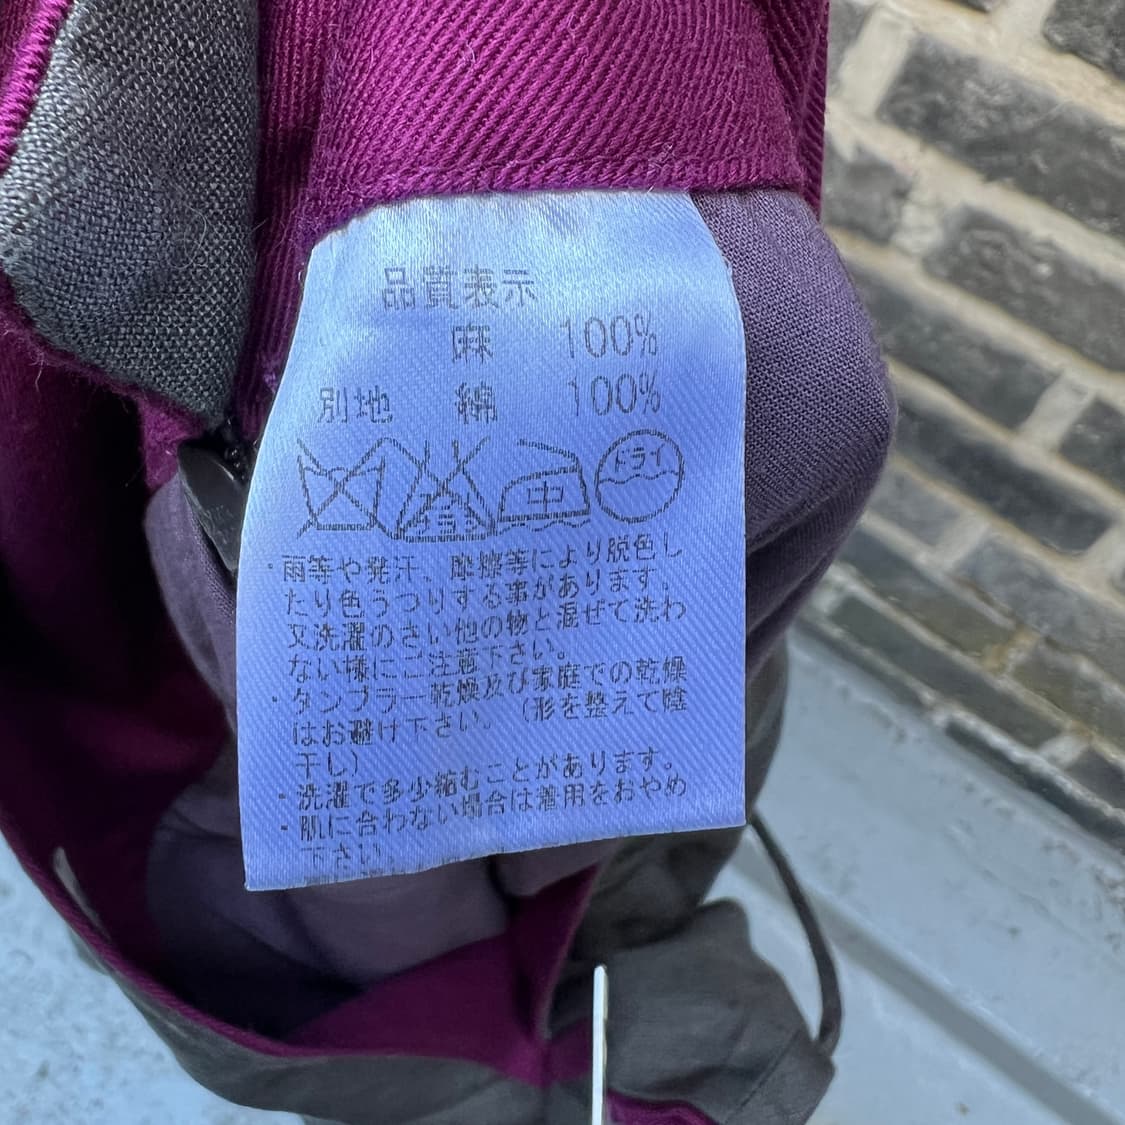 品質表示
麻 100%
別地 綿 100%
エンソ
サラシ
中
ドライ
・雨等や発汗、摩擦等により脱色し
たり色うつりする事があります。
又洗濯のさい他の物と混ぜて洗わ
ない様にご注意下さい。
・タンブラー乾燥及び家庭での乾燥
はお避け下さい。（形を整えて陰
干し）
・洗濯で多少縮むことがあります。
・肌に合わない場合は着用をおやめ
下さい。